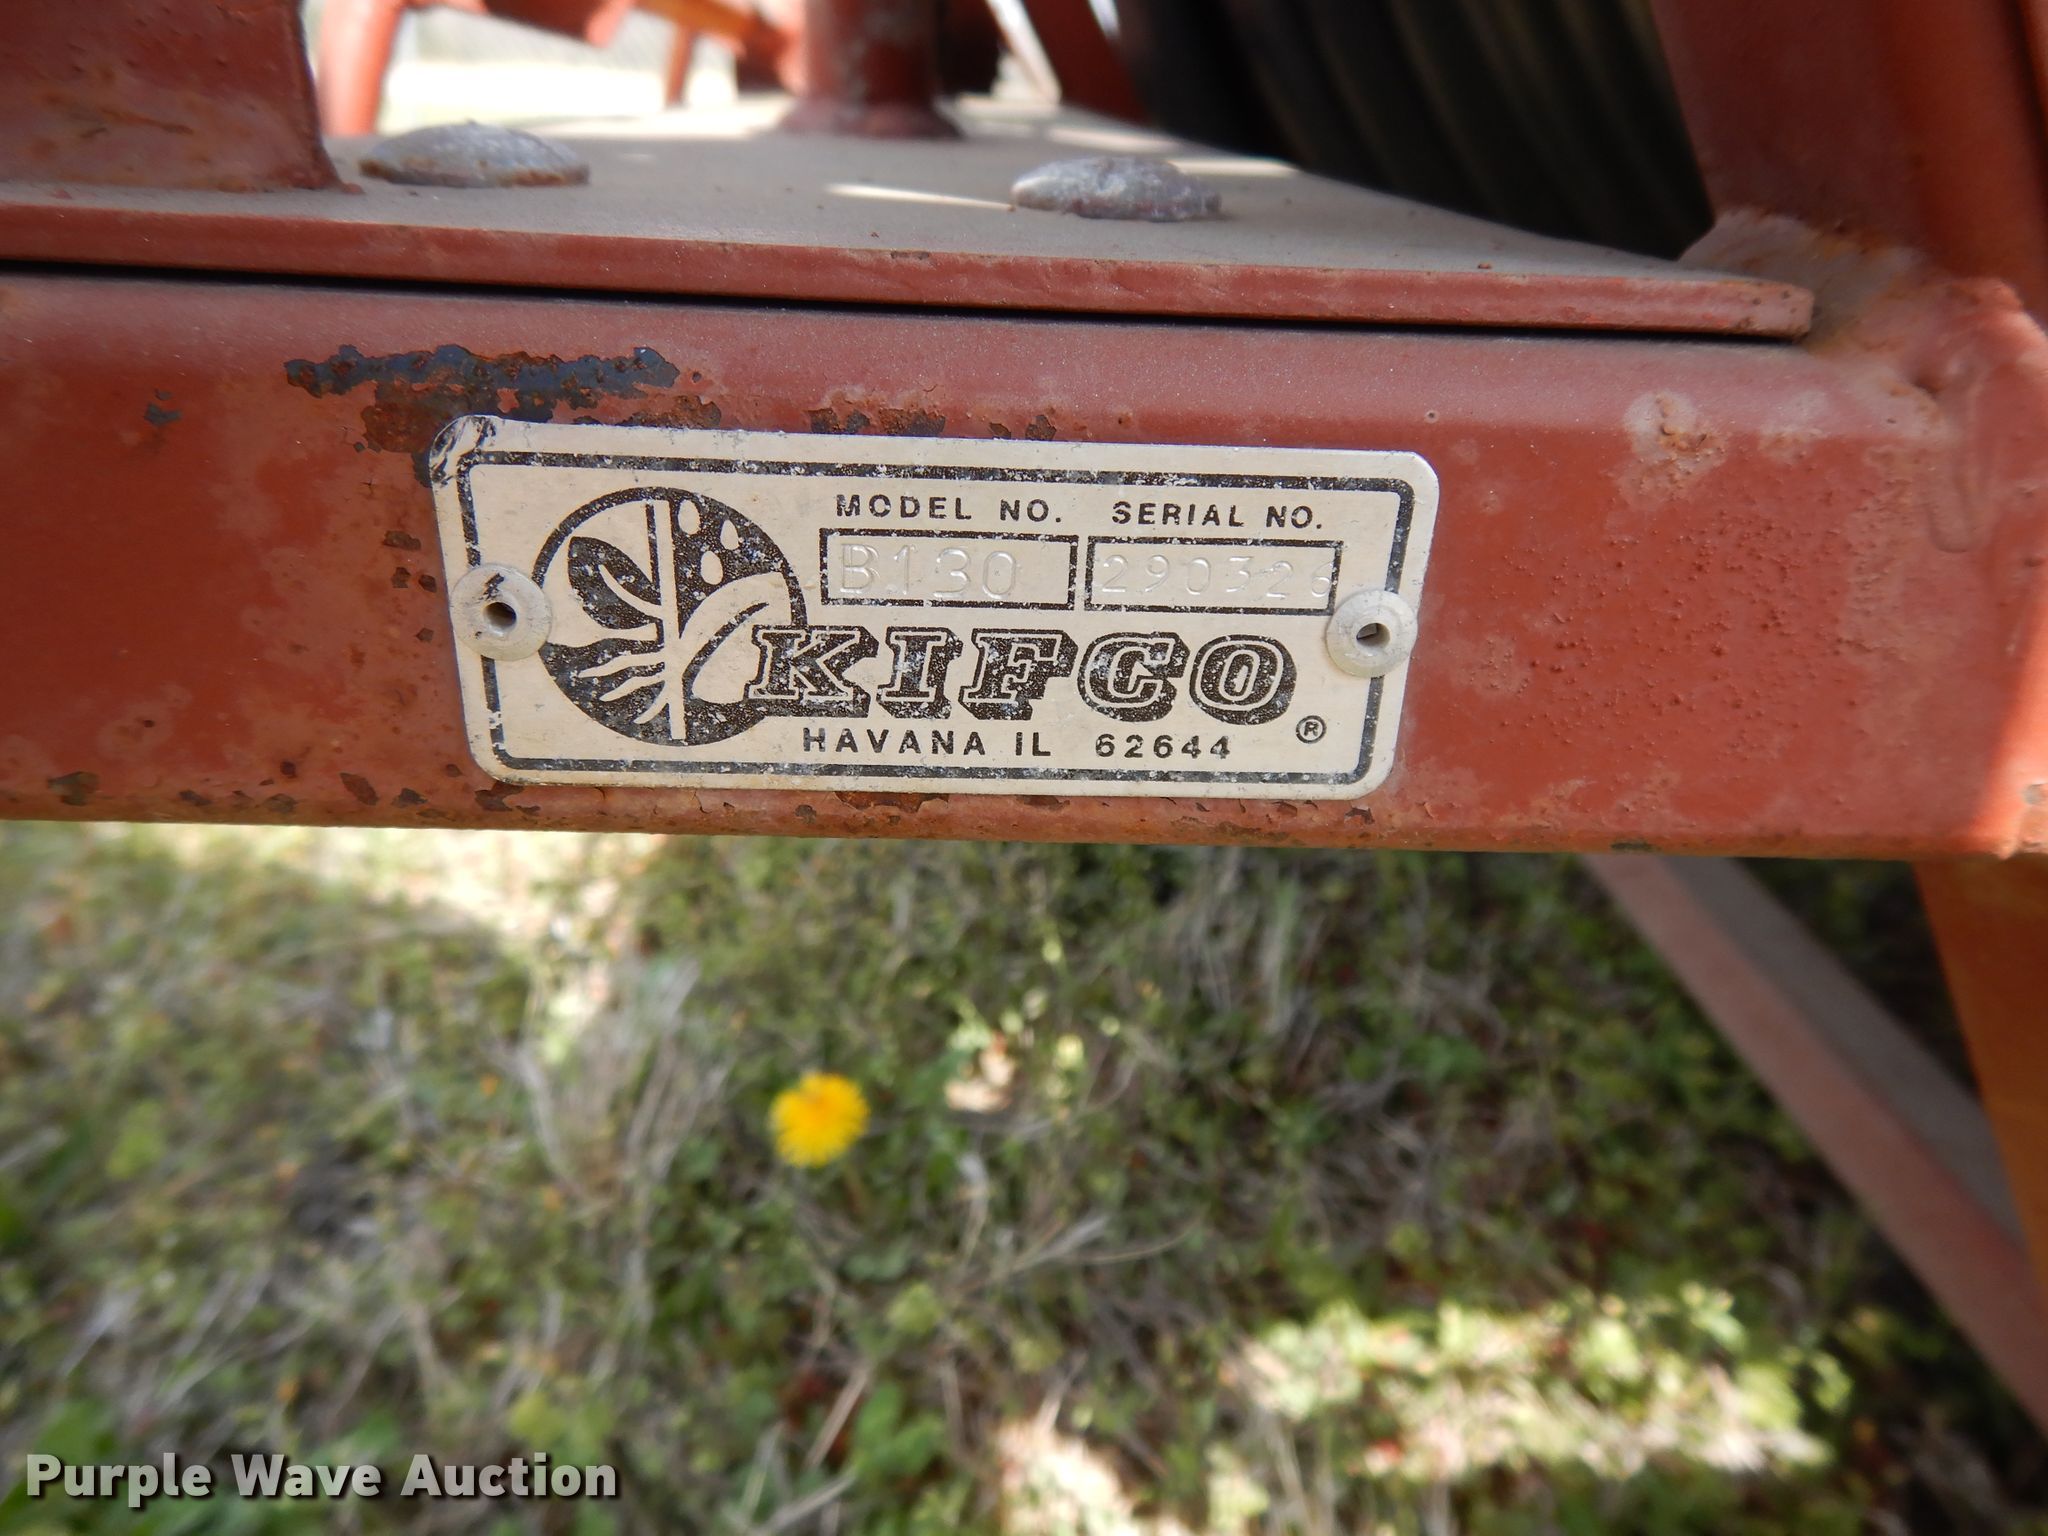 MODEL NO. SERIAL NO.
B130 290326
KIFCO ®
HAVANA IL 62644
Purple Wave Auction